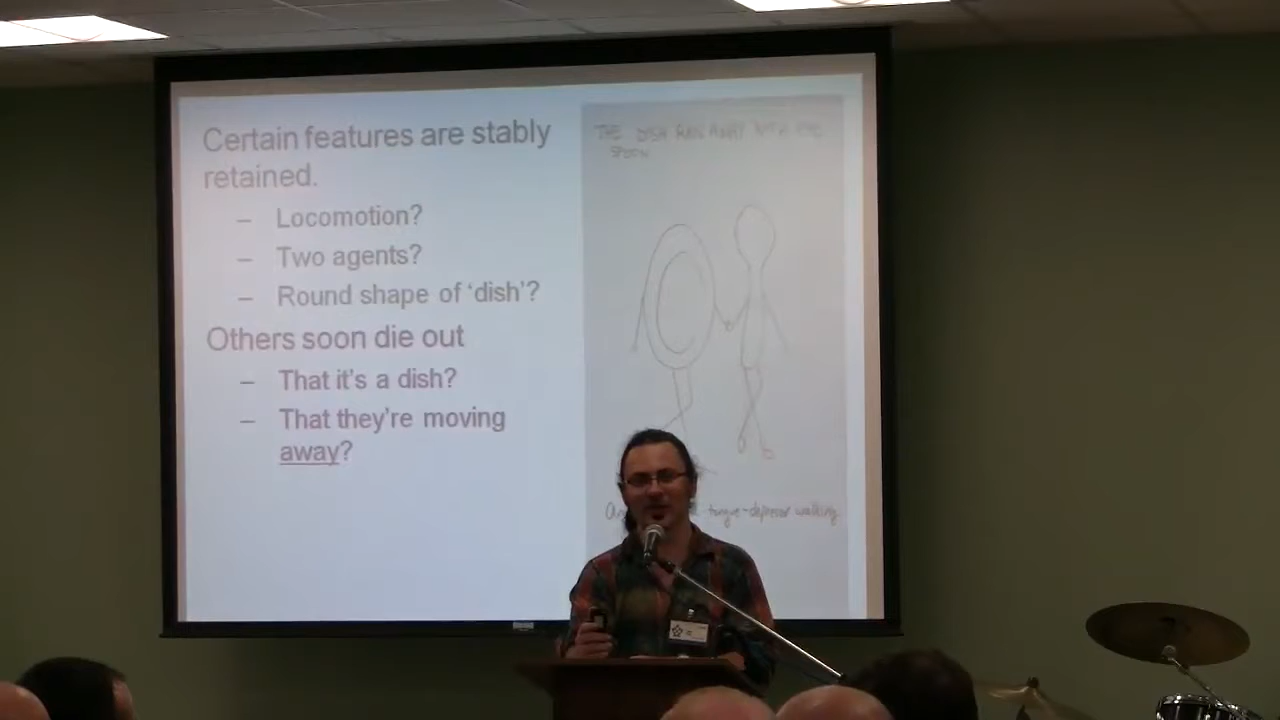 Certain features are stably
retained.
– Locomotion?
– Two agents?
– Round shape of ‘dish’?
Others soon die out
– That it’s a dish?
– That they’re moving
away?
THE DISH RAN AWAY WITH THE
SPOON
tongue-depressor walking